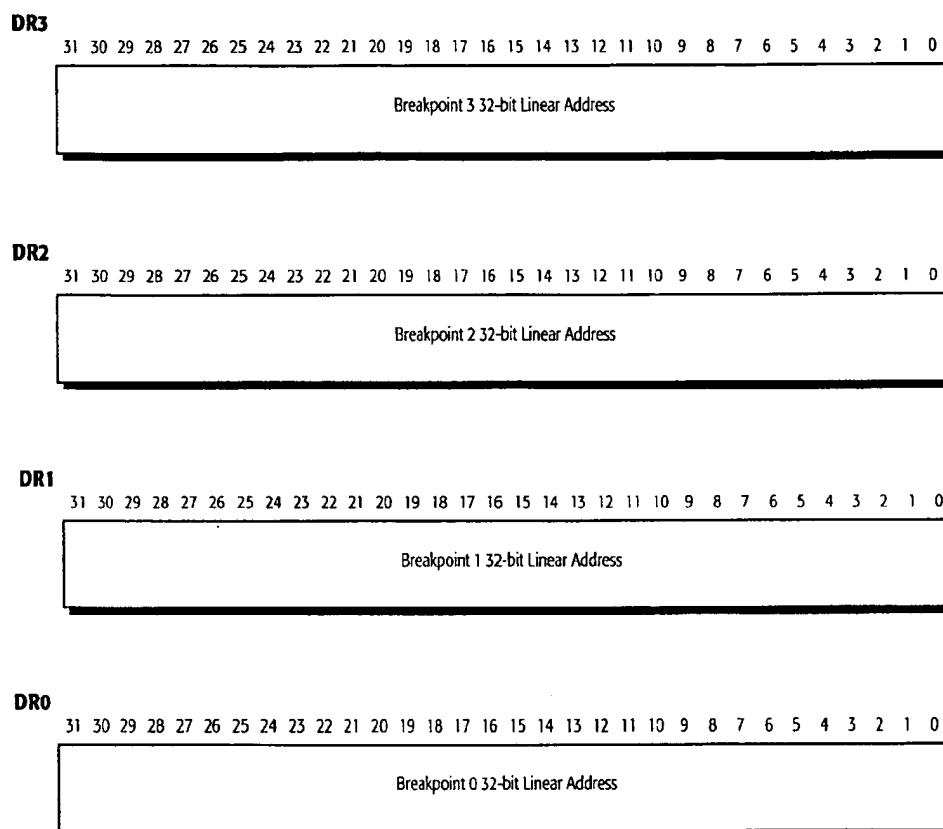 DR3
31 30 29 28 27 26 25 24 23 22 21 20 19 18 17 16 15 14 13 12 11 10 9 8 7 6 5 4 3 2 1 0
Breakpoint 3 32-bit Linear Address
DR2
31 30 29 28 27 26 25 24 23 22 21 20 19 18 17 16 15 14 13 12 11 10 9 8 7 6 5 4 3 2 1 0
Breakpoint 2 32-bit Linear Address
DR1
31 30 29 28 27 26 25 24 23 22 21 20 19 18 17 16 15 14 13 12 11 10 9 8 7 6 5 4 3 2 1 0
Breakpoint 1 32-bit Linear Address
DR0
31 30 29 28 27 26 25 24 23 22 21 20 19 18 17 16 15 14 13 12 11 10 9 8 7 6 5 4 3 2 1 0
Breakpoint 0 32-bit Linear Address